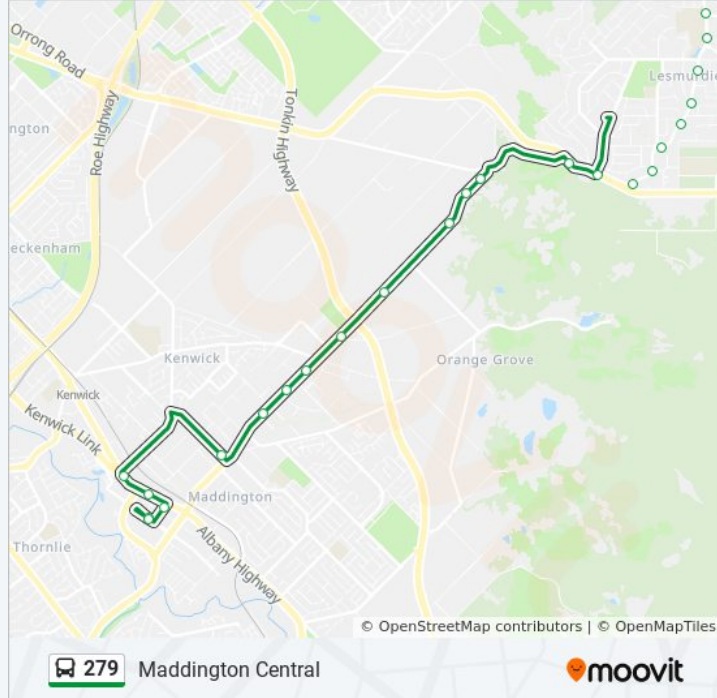 Orrong Road
Lesmurdie
ngton
Roe Highway
Tonkin Highway
eckenham
Kenwick
Orange Grove
Kenwick
Kenwick Link
Maddington
Thornlie
Albany Highway
© OpenStreetMap contributors | © OpenMapTiles
279 Maddington Central
moovit